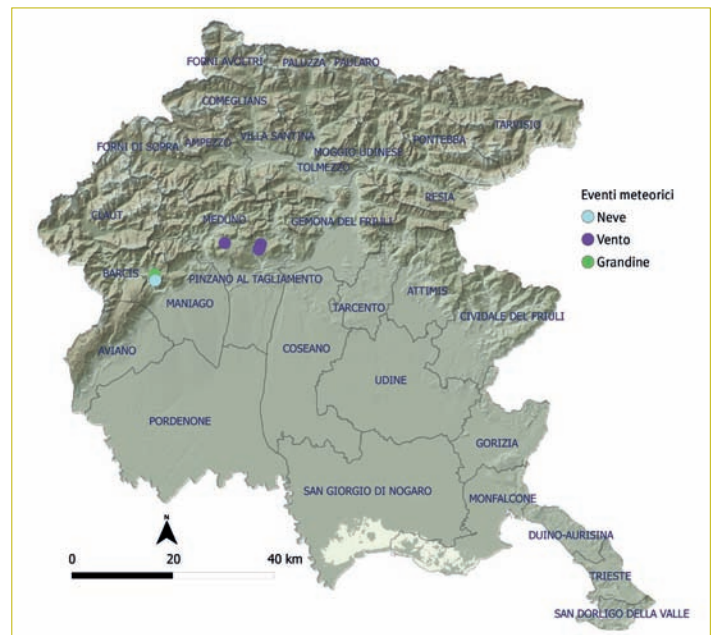 FORNI AVOLTRI
PALUZZA
PAULARO
COMEGLIANS
TARVISIO
FORNI DI SOPRA
AMPEZZO
VILLA SANTINA
PONTEBBA
MOGGIO UDINESE
TOLMEZZO
RESIA
Eventi meteorici
Neve
Vento
Grandine
CLAUT
MEDUNO
GEMONA DEL FRIULI
BARCIS
PINZANO AL TAGLIAMENTO
MANIAGO
TARCENTO
ATTIMIS
CIVIDALE DEL FRIULI
AVIANO
COSEANO
UDINE
PORDENONE
GORIZIA
SAN GIORGIO DI NOGARO
MONFALCONE
N
DUINO-AURISINA
0 20 40 km
TRIESTE
SAN DORLIGO DELLA VALLE